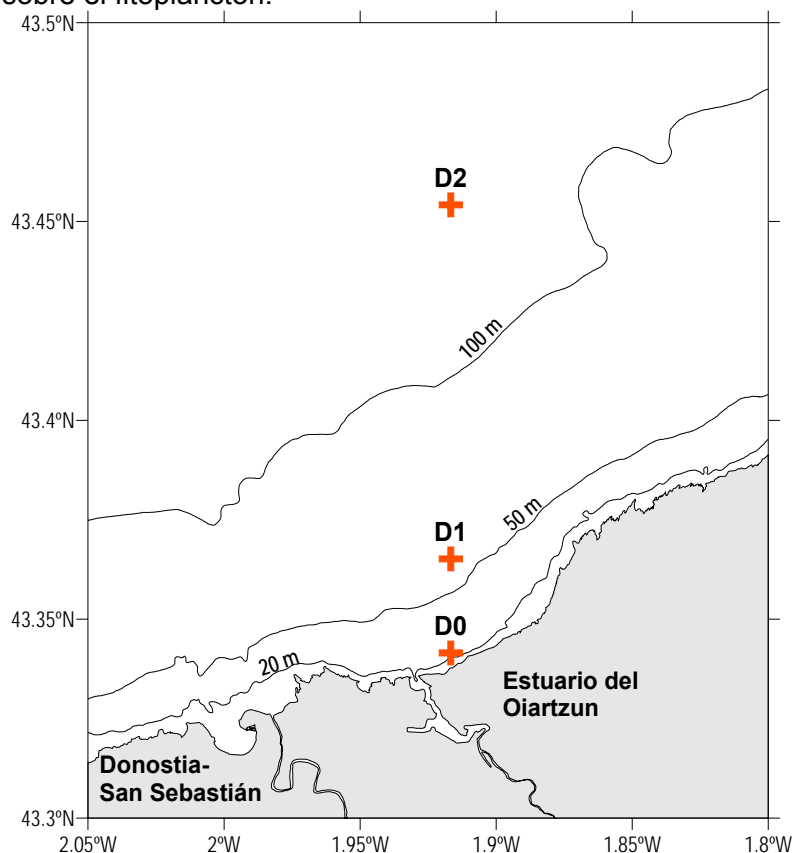 sobre el fitoplancton.
43.5ºN
D2
43.45ºN
100 m
43.4ºN
50 m
D1
43.35ºN
D0
20 m
Estuario del
Oiartzun
Donostia-
San Sebastián
43.3ºN
2.05ºW
2ºW
1.95ºW
1.9ºW
1.85ºW
1.8ºW